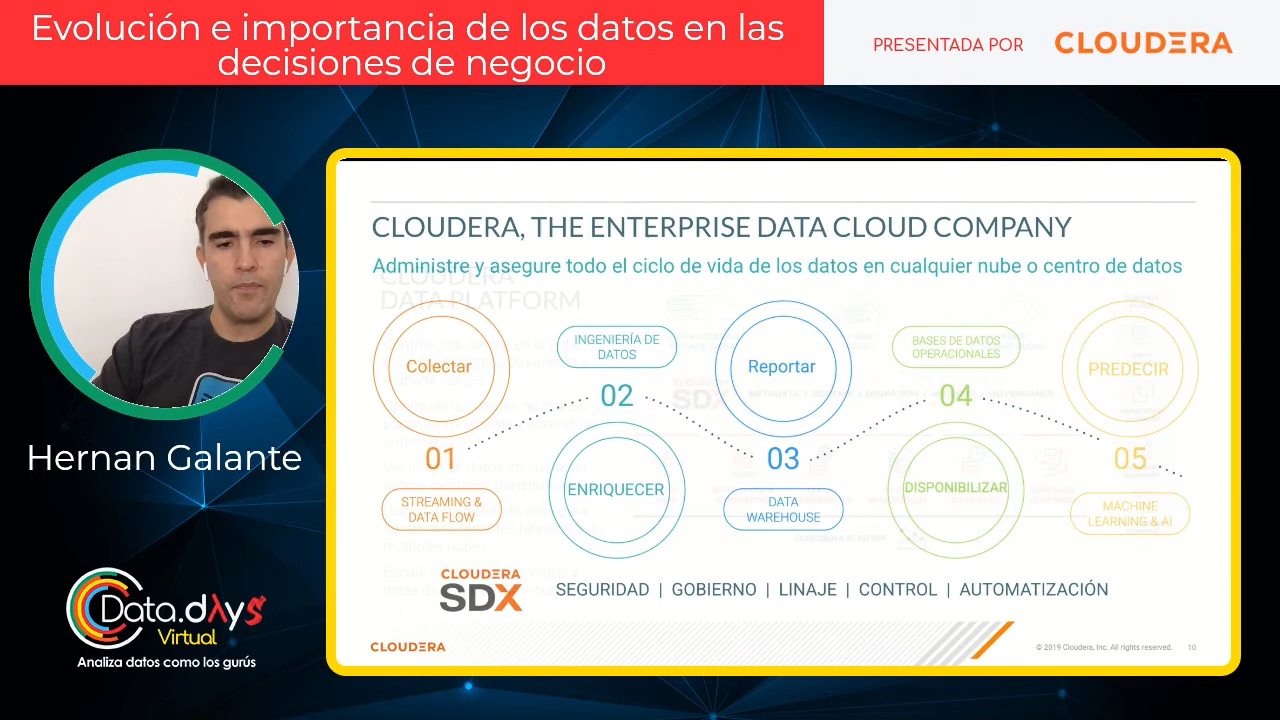 Evolución e importancia de los datos en las
decisiones de negocio
PRESENTADA POR
CLOUDERA
Hernan Galante
Data.dAys
Virtual
Analiza datos como los gurús
CLOUDERA, THE ENTERPRISE DATA CLOUD COMPANY
Administre y asegure todo el ciclo de vida de los datos en cualquier nube o centro de datos
CLOUDERA
DATA PLATFORM
Colectar
01
STREAMING &
DATA FLOW
INGENIERÍA DE
DATOS
02
ENRIQUECER
Reportar
03
DATA
WAREHOUSE
BASES DE DATOS
OPERACIONALES
04
DISPONIBILIZAR
PREDECIR
05
MACHINE
LEARNING & AI
CLOUDERA
SDX
SEGURIDAD | GOBIERNO | LINAJE | CONTROL | AUTOMATIZACIÓN
CLOUDERA
© 2019 Cloudera, Inc. All rights reserved.
10